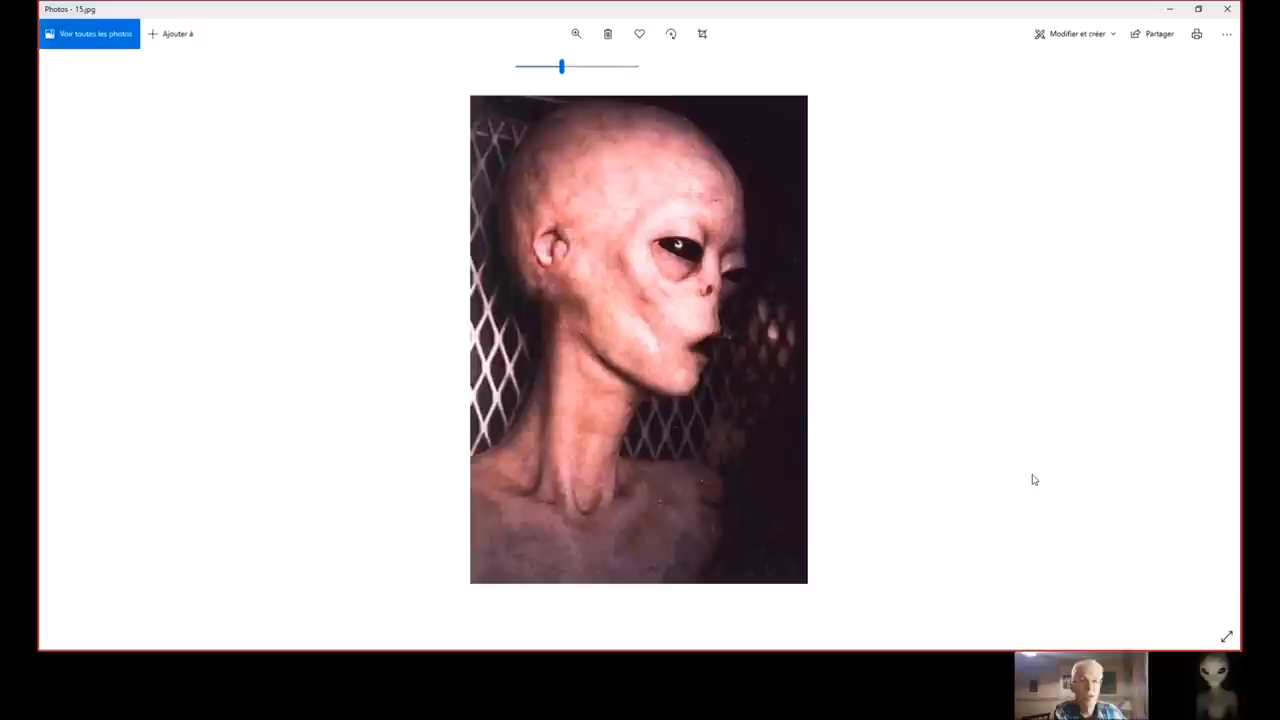 Photos - 15.jpg
Voir toutes les photos
Ajouter à
Modifier et créer
Partager